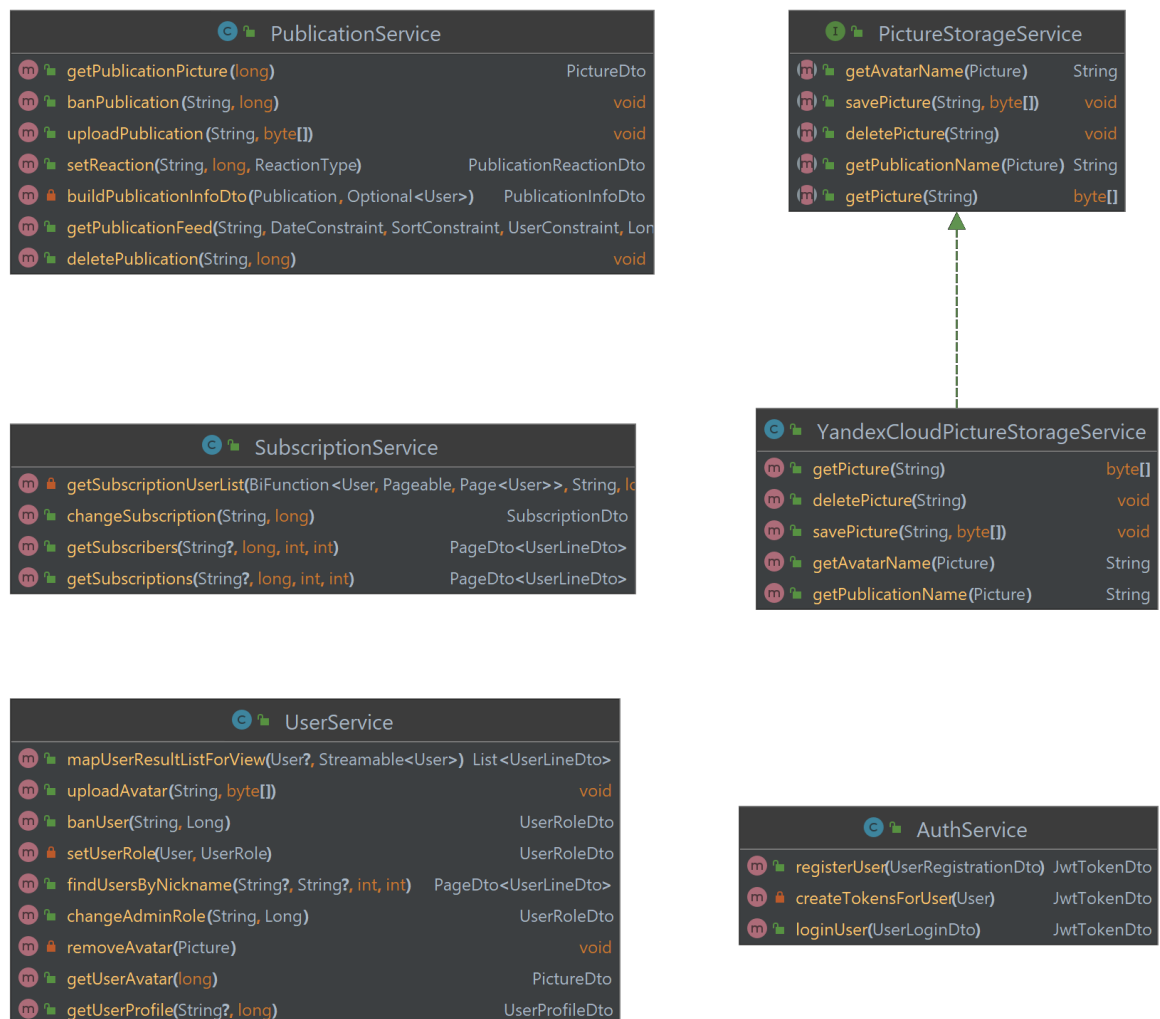 PublicationService
getPublicationPicture(long) PictureDto
banPublication(String, long) void
uploadPublication(String, byte[]) void
setReaction(String, long, ReactionType) PublicationReactionDto
buildPublicationInfoDto(Publication, Optional<User>) PublicationInfoDto
getPublicationFeed(String, DateConstraint, SortConstraint, UserConstraint, Lon
deletePublication(String, long) void
PictureStorageService
getAvatarName(Picture) String
savePicture(String, byte[]) void
deletePicture(String) void
getPublicationName(Picture) String
getPicture(String) byte[]
SubscriptionService
getSubscriptionUserList(BiFunction<User, Pageable, Page<User>>, String, lo
changeSubscription(String, long) SubscriptionDto
getSubscribers(String?, long, int, int) PageDto<UserLineDto>
getSubscriptions(String?, long, int, int) PageDto<UserLineDto>
YandexCloudPictureStorageService
getPicture(String) byte[]
deletePicture(String) void
savePicture(String, byte[]) void
getAvatarName(Picture) String
getPublicationName(Picture) String
UserService
mapUserResultListForView(User?, Streamable<User>) List<UserLineDto>
uploadAvatar(String, byte[]) void
banUser(String, Long) UserRoleDto
setUserRole(User, UserRole) UserRoleDto
findUsersByNickname(String?, String?, int, int) PageDto<UserLineDto>
changeAdminRole(String, Long) UserRoleDto
removeAvatar(Picture) void
getUserAvatar(long) PictureDto
getUserProfile(String?, long) UserProfileDto
AuthService
registerUser(UserRegistrationDto) JwtTokenDto
createTokensForUser(User) JwtTokenDto
loginUser(UserLoginDto) JwtTokenDto